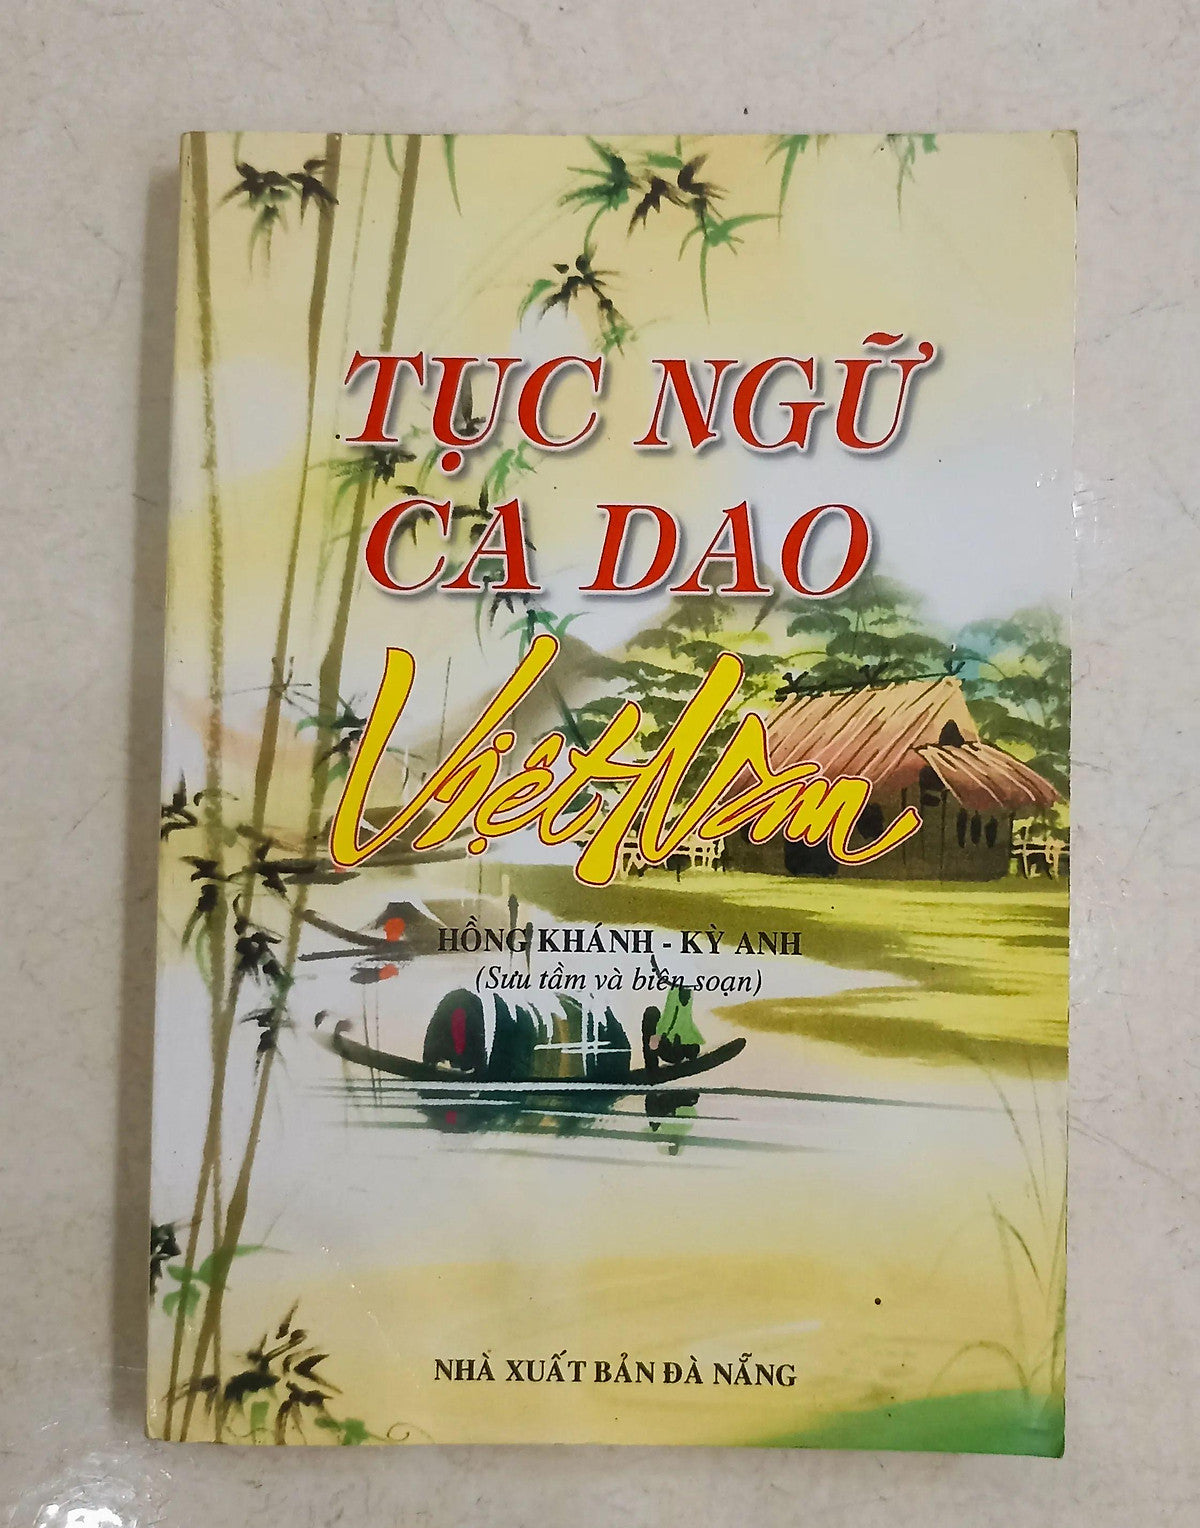 TỤC NGỮ
CA DAO
Việt Nam
HỒNG KHÁNH - KỲ ANH
(Sưu tầm và biên soạn)
NHÀ XUẤT BẢN ĐÀ NẴNG